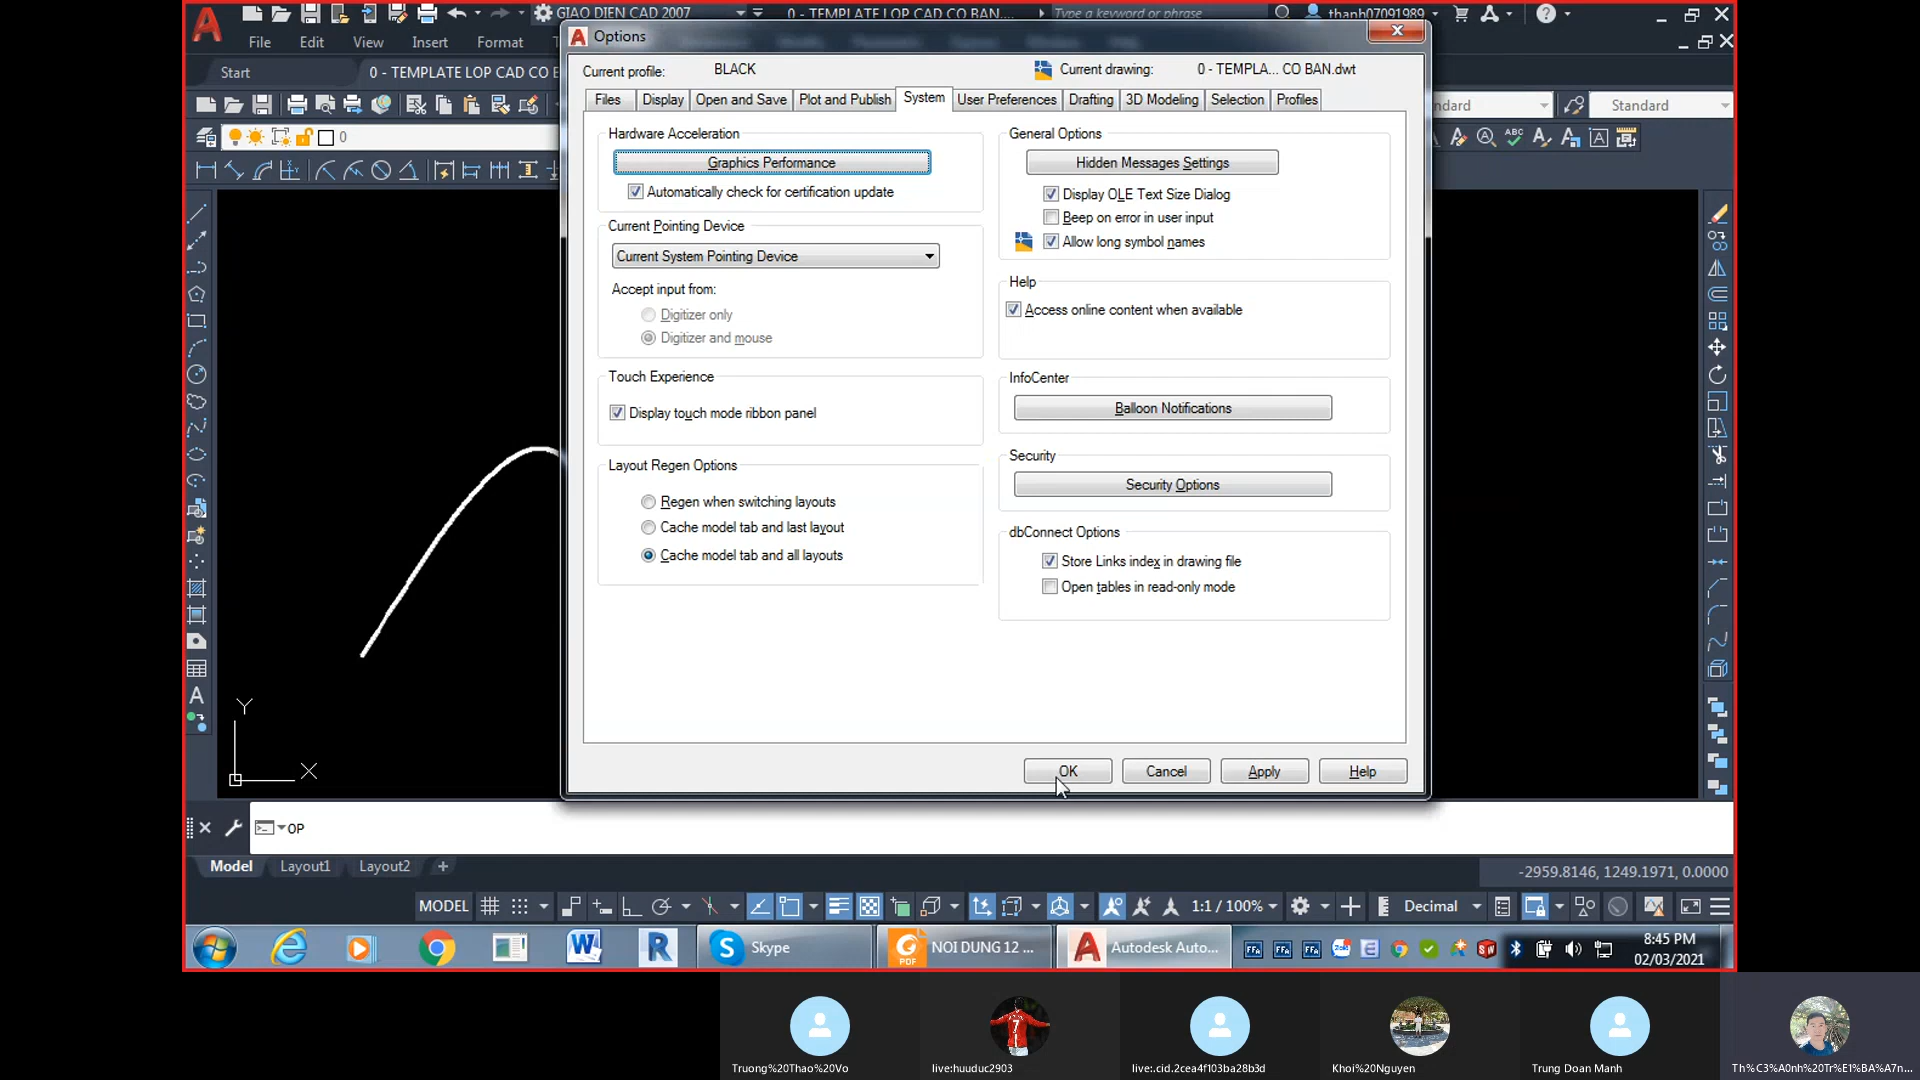 GIAO DIEN CAD 2007
0 - TEMPLATE LOP CAD CO BAN....
Type a keyword or phrase
thanh07091989
File Edit View Insert Format
Options
Start
0 - TEMPLATE LOP CAD CO B
Current profile: BLACK
Current drawing: 0 - TEMPLA... CO BAN.dwt
Files Display Open and Save Plot and Publish System User Preferences Drafting 3D Modeling Selection Profiles
ndard
Standard
0
Hardware Acceleration
Graphics Performance
Automatically check for certification update
Current Pointing Device
Current System Pointing Device
Accept input from:
Digitizer only
Digitizer and mouse
Touch Experience
Display touch mode ribbon panel
Layout Regen Options
Regen when switching layouts
Cache model tab and last layout
Cache model tab and all layouts
General Options
Hidden Messages Settings
Display OLE Text Size Dialog
Beep on error in user input
Allow long symbol names
Help
Access online content when available
InfoCenter
Balloon Notifications
Security
Security Options
dbConnect Options
Store Links index in drawing file
Open tables in read-only mode
OK Cancel Apply Help
Y
X
OP
Model Layout1 Layout2 +
-2959.8146, 1249.1971, 0.0000
MODEL
1:1 / 100%
Decimal
Skype
NOI DUNG 12 ...
Autodesk Auto...
8:45 PM
02/03/2021
Truong%20Thao%20Vo
live:huuduc2903
live:.cid.2cea4f103ba28b3d
Khoi%20Nguyen
Trung Doan Manh
Th%C3%A0nh%20Tr%E1%BA%A7n...